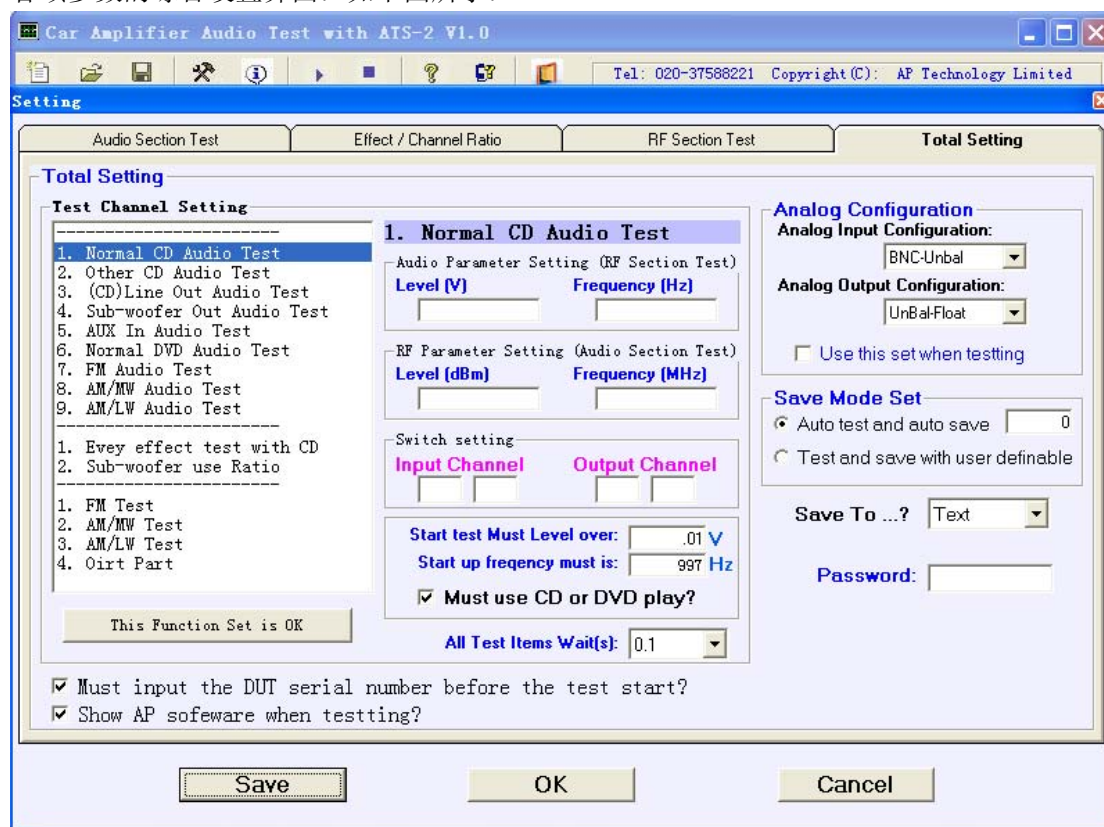 Car Amplifier Audio Test with ATS-2 V1.0
Tel: 020-37588221 Copyright(C): AP Technology Limited
Setting
Audio Section Test
Effect / Channel Ratio
RF Section Test
Total Setting
Total Setting
Test Channel Setting
------------------------
1. Normal CD Audio Test
2. Other CD Audio Test
3. (CD)Line Out Audio Test
4. Sub-woofer Out Audio Test
5. AUX In Audio Test
6. Normal DVD Audio Test
7. FM Audio Test
8. AM/MW Audio Test
9. AM/LW Audio Test
------------------------
1. Evey effect test with CD
2. Sub-woofer use Ratio
------------------------
1. FM Test
2. AM/MW Test
3. AM/LW Test
4. Oirt Part
This Function Set is OK
1. Normal CD Audio Test
Audio Parameter Setting (RF Section Test)
Level (V) Frequency (Hz)
RF Parameter Setting (Audio Section Test)
Level (dBm) Frequency (MHz)
Switch setting
Input Channel Output Channel
Start test Must Level over: .01 V
Start up freqency must is: 997 Hz
Must use CD or DVD play?
All Test Items Wait(s): 0.1
Analog Configuration
Analog Input Configuration:
BNC-Unbal
Analog Output Configuration:
UnBal-Float
Use this set when testting
Save Mode Set
Auto test and auto save 0
Test and save with user definable
Save To ...? Text
Password:
Must input the DUT serial number before the test start?
Show AP sofeware when testting?
Save
OK
Cancel